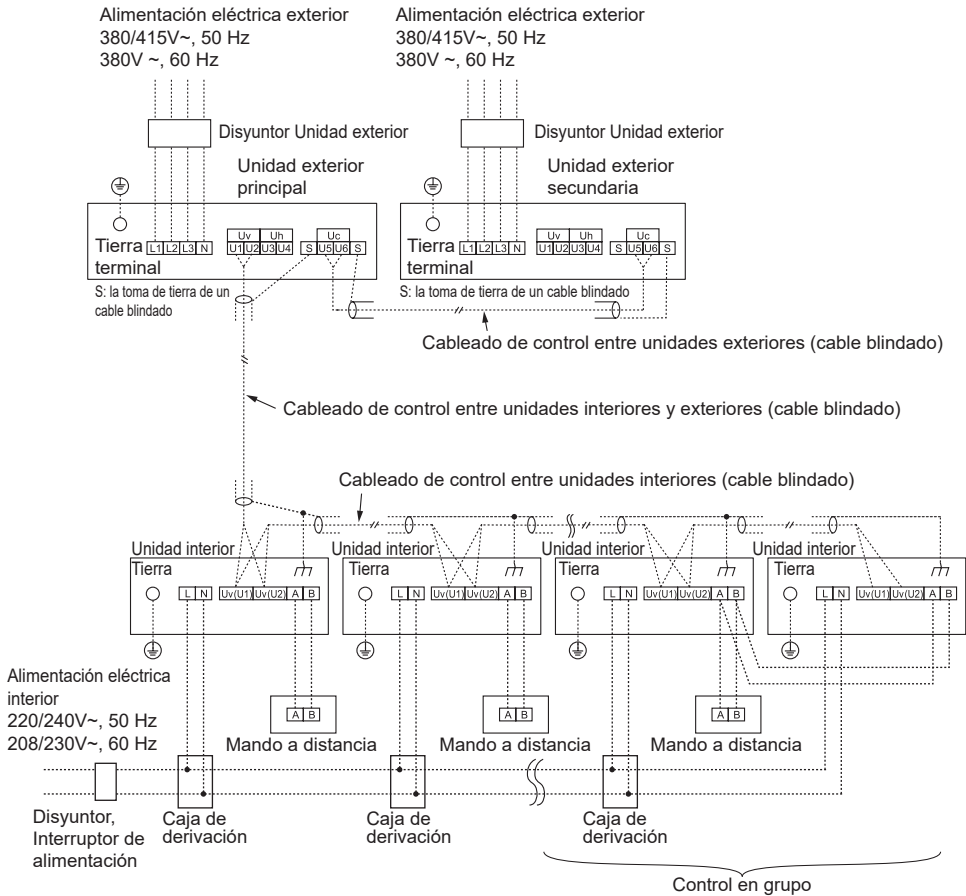 Alimentación eléctrica exterior
380/415V~, 50 Hz
380V ~, 60 Hz
Alimentación eléctrica exterior
380/415V~, 50 Hz
380V ~, 60 Hz
Disyuntor Unidad exterior
Disyuntor Unidad exterior
Unidad exterior
principal
Unidad exterior
secundaria
Tierra
terminal
L1 L2 L3 N
Uv Uh Uc
U1 U2 U3 U4 S U5 U6 S
Tierra
terminal
L1 L2 L3 N
Uv Uh Uc
U1 U2 U3 U4 S U5 U6 S
S: la toma de tierra de un
cable blindado
S: la toma de tierra de un cable blindado
Cableado de control entre unidades exteriores (cable blindado)
Cableado de control entre unidades interiores y exteriores (cable blindado)
Cableado de control entre unidades interiores (cable blindado)
Unidad interior
Tierra
L N Uv(U1) Uv(U2) A B
Unidad interior
Tierra
L N Uv(U1) Uv(U2) A B
Unidad interior
Tierra
L N Uv(U1) Uv(U2) A B
Unidad interior
Tierra
L N Uv(U1) Uv(U2) A B
Alimentación eléctrica
interior
220/240V~, 50 Hz
208/230V~, 60 Hz
A B
Mando a distancia
A B
Mando a distancia
A B
Mando a distancia
Disyuntor,
Interruptor de
alimentación
Caja de
derivación
Caja de
derivación
Caja de
derivación
Control en grupo